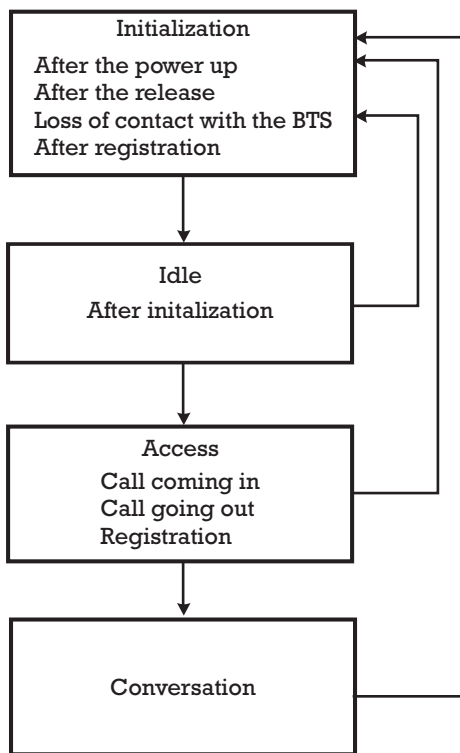 Initialization
After the power up
After the release
Loss of contact with the BTS
After registration
Idle
After initalization
Access
Call coming in
Call going out
Registration
Conversation